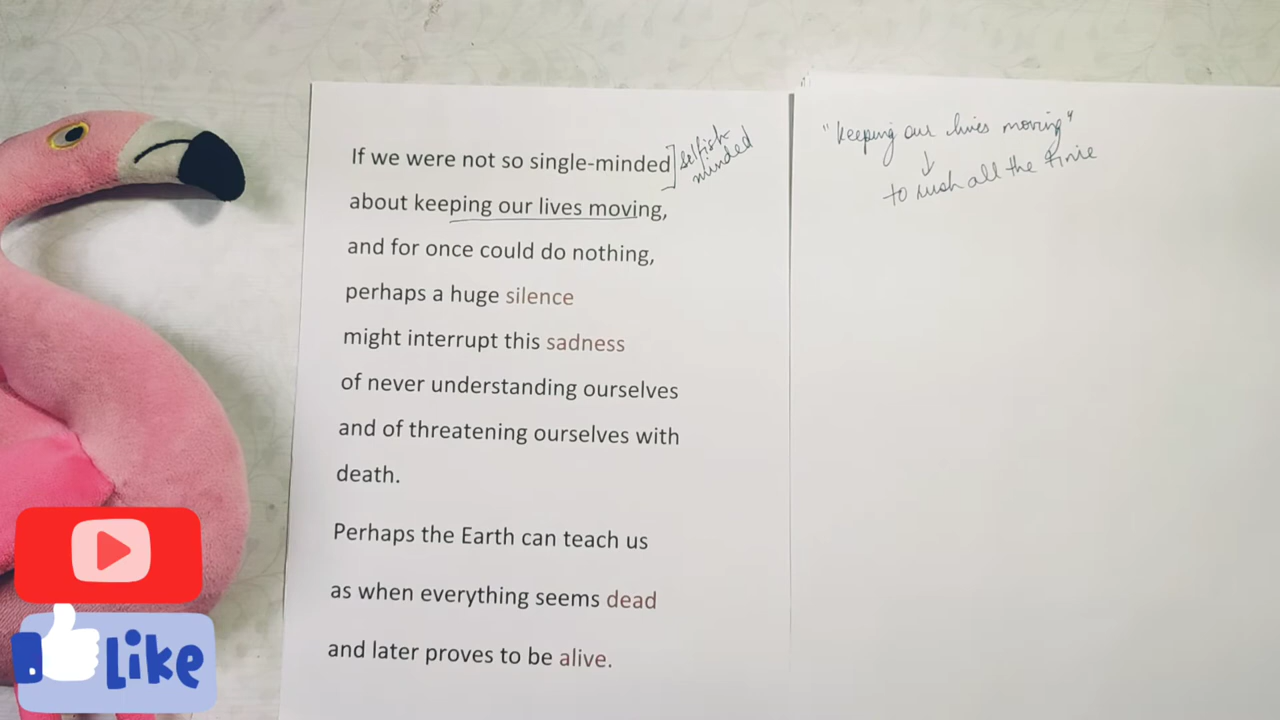 If we were not so single-minded
about keeping our lives moving,
and for once could do nothing,
perhaps a huge silence
might interrupt this sadness
of never understanding ourselves
and of threatening ourselves with
death.
Perhaps the Earth can teach us
as when everything seems dead
and later proves to be alive.
selfish-
minded
"keeping our lives moving"
to rush all the time
LIKE